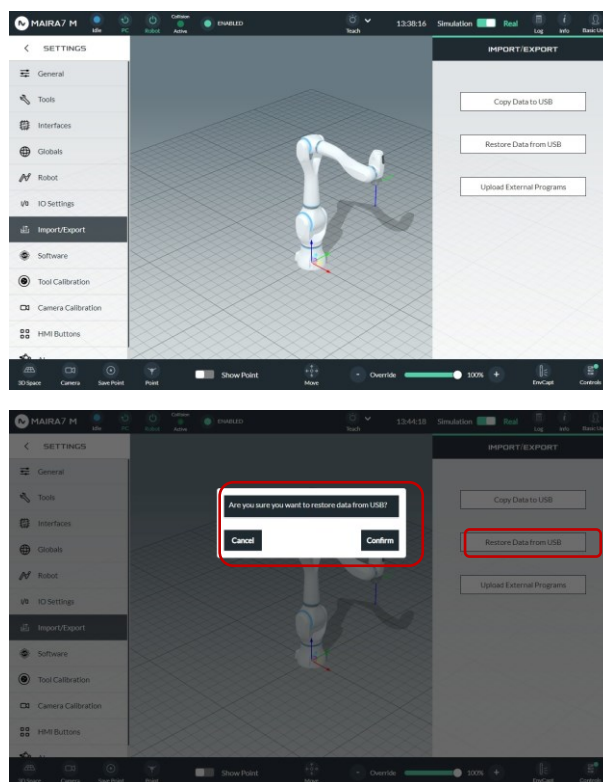 MAIRA7 M
Idle
PC
Robot
Collision
Active
ENABLED
Teach
13:38:16
Simulation
Real
Log
Info
Basic Us
SETTINGS
General
Tools
Interfaces
Globals
Robot
I/O
IO Settings
Import/Export
Software
Tool Calibration
Camera Calibration
HMI Buttons
IMPORT/EXPORT
Copy Data to USB
Restore Data from USB
Upload External Programs
3D Space
Camera
Save Point
Point
Show Point
Move
- Override
100% +
EnvCapt
Controls
MAIRA7 M
Idle
PC
Robot
Collision
Active
ENABLED
Teach
13:44:18
Simulation
Real
Log
Info
Basic Us
SETTINGS
General
Tools
Interfaces
Globals
Robot
I/O
IO Settings
Import/Export
Software
Tool Calibration
Camera Calibration
HMI Buttons
Are you sure you want to restore data from USB?
Cancel
Confirm
IMPORT/EXPORT
Copy Data to USB
Restore Data from USB
Upload External Programs
3D Space
Camera
Save Point
Point
Show Point
Move
- Override
100% +
EnvCapt
Controls